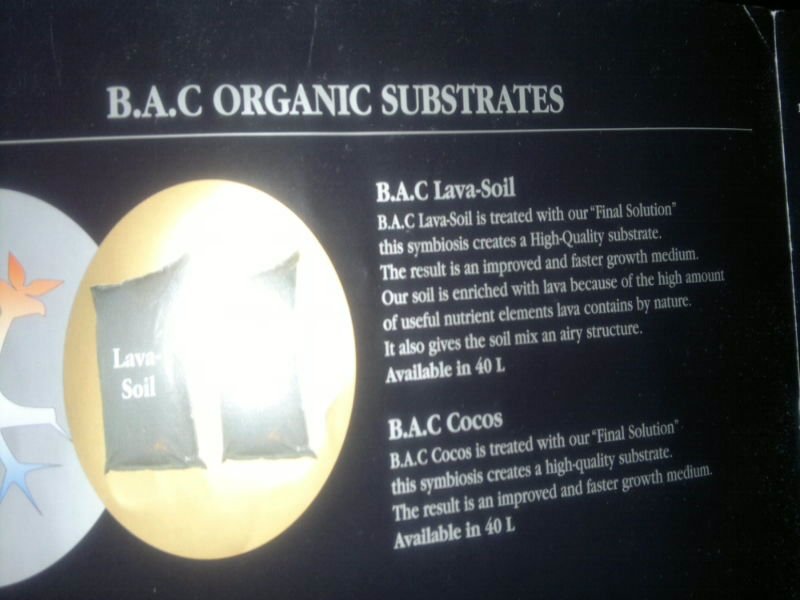 B.A.C ORGANIC SUBSTRATES
Lava-
Soil
B.A.C Lava-Soil
B.A.C Lava-Soil is treated with our "Final Solution"
this symbiosis creates a High-Quality substrate.
The result is an improved and faster growth medium.
Our soil is enriched with lava because of the high amount
of useful nutrient elements lava contains by nature.
It also gives the soil mix an airy structure.
Available in 40 L
B.A.C Cocos
B.A.C Cocos is treated with our "Final Solution"
this symbiosis creates a high-quality substrate.
The result is an improved and faster growth medium.
Available in 40 L